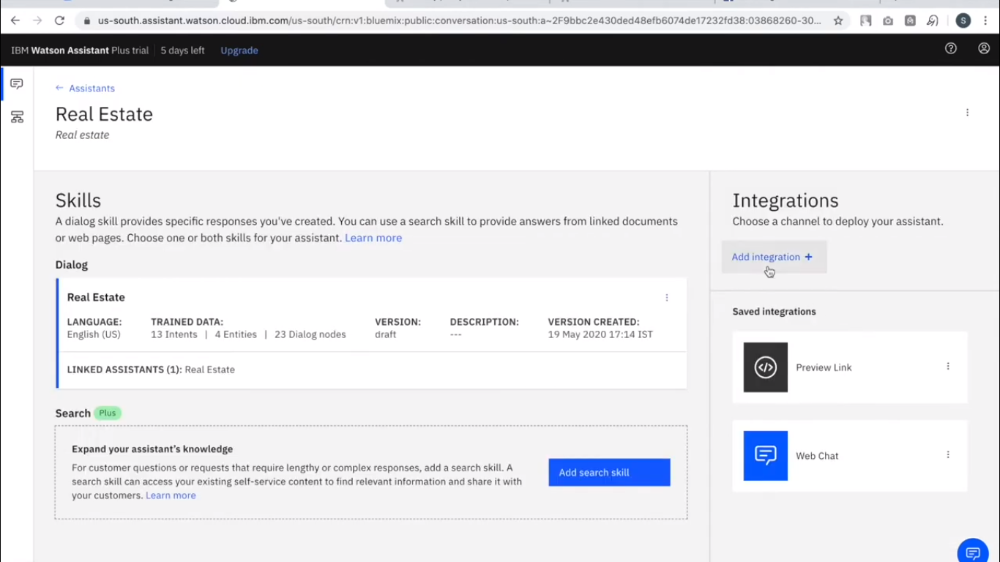 us-south.assistant.watson.cloud.ibm.com/us-south/crn:v1:bluemix:public:conversation:us-south:a~2F9bbc2e430ded48efb6074de17232fd38:03868260-30...
S
IBM Watson Assistant Plus trial
5 days left
Upgrade
← Assistants
Real Estate
Real estate
Skills
A dialog skill provides specific responses you've created. You can use a search skill to provide answers from linked documents
or web pages. Choose one or both skills for your assistant. Learn more
Dialog
Real Estate
LANGUAGE: TRAINED DATA: VERSION: DESCRIPTION: VERSION CREATED:
English (US) 13 Intents | 4 Entities | 23 Dialog nodes draft --- 19 May 2020 17:14 IST
LINKED ASSISTANTS (1): Real Estate
Search Plus
Expand your assistant's knowledge
For customer questions or requests that require lengthy or complex responses, add a search skill. A
search skill can access your existing self-service content to find relevant information and share it with
your customers. Learn more
Add search skill
Integrations
Choose a channel to deploy your assistant.
Add integration +
Saved integrations
Preview Link
Web Chat